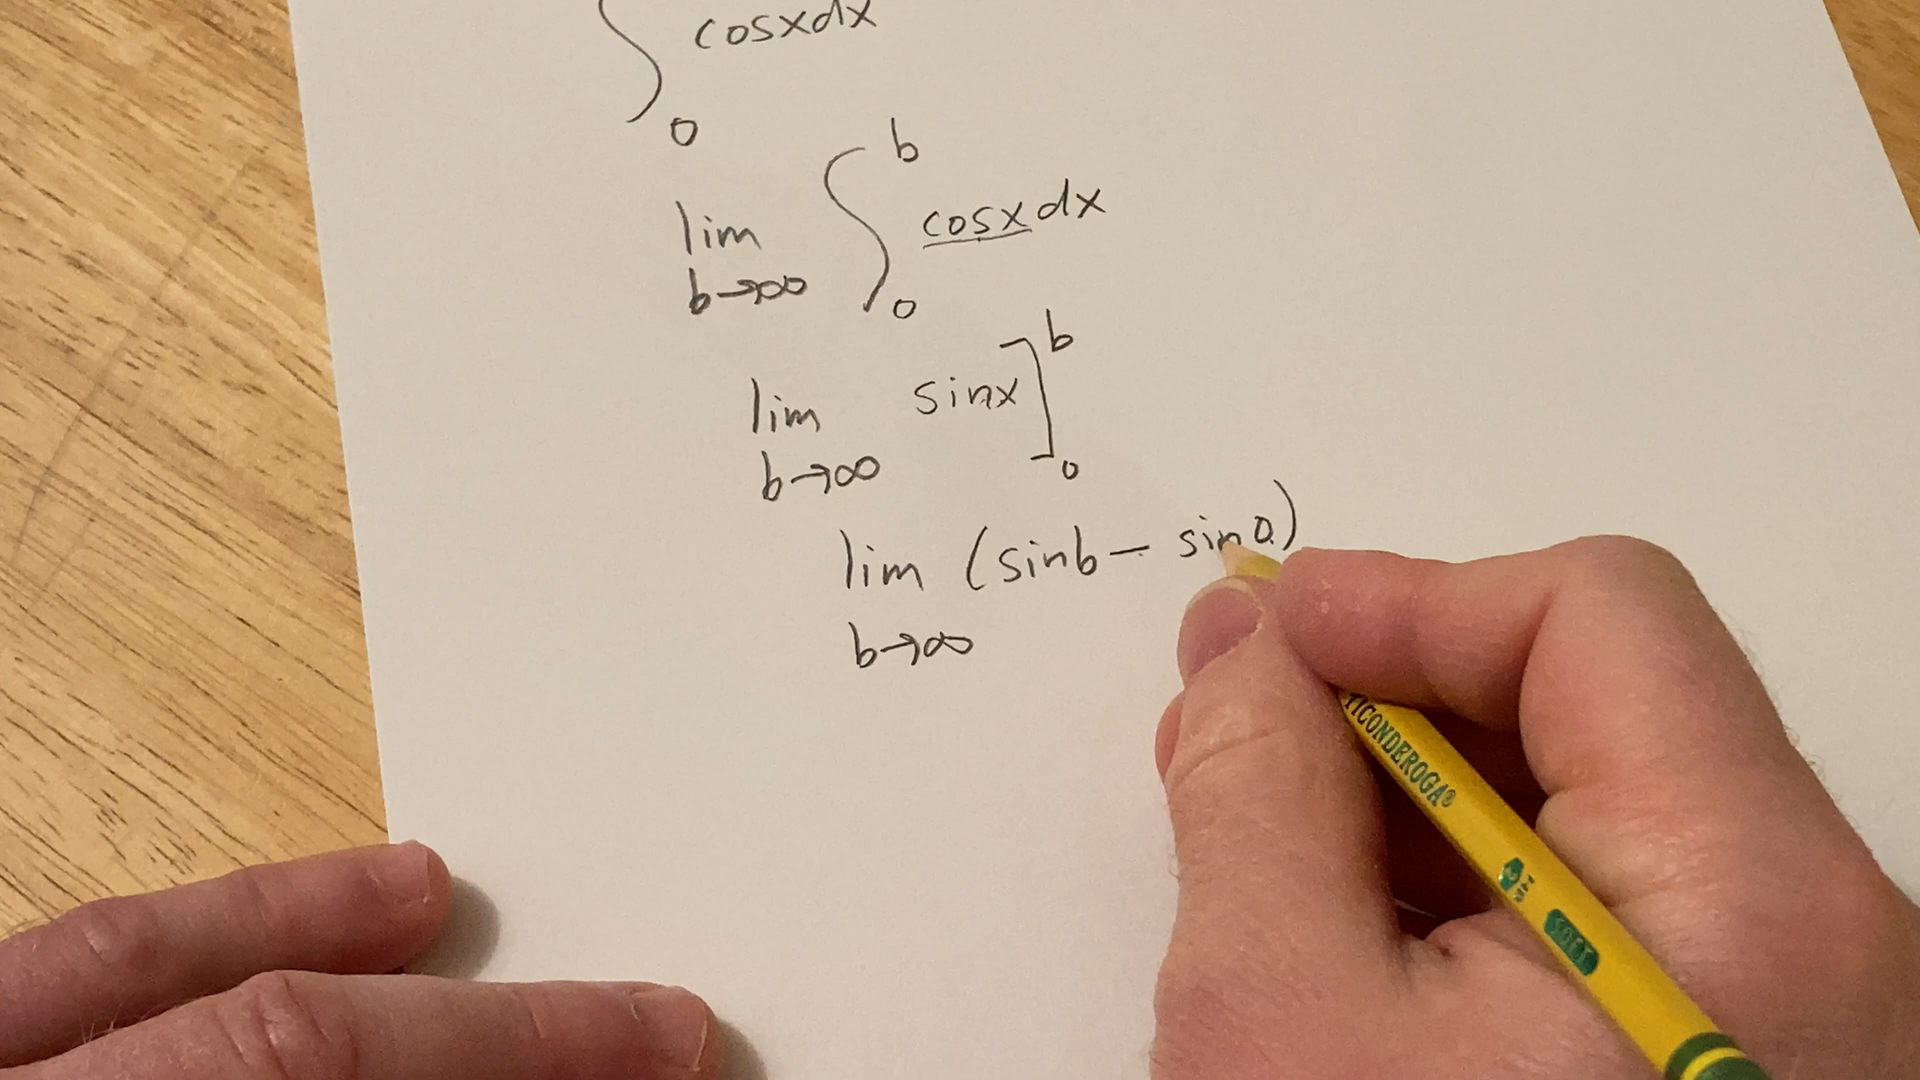 ∫ cosxdx
0
b
lim ∫ cosxdx
b→∞ 0
b
lim sinx]
b→∞ 0
lim (sinb - sin0)
b→∞
TICONDEROGA®
SOFT